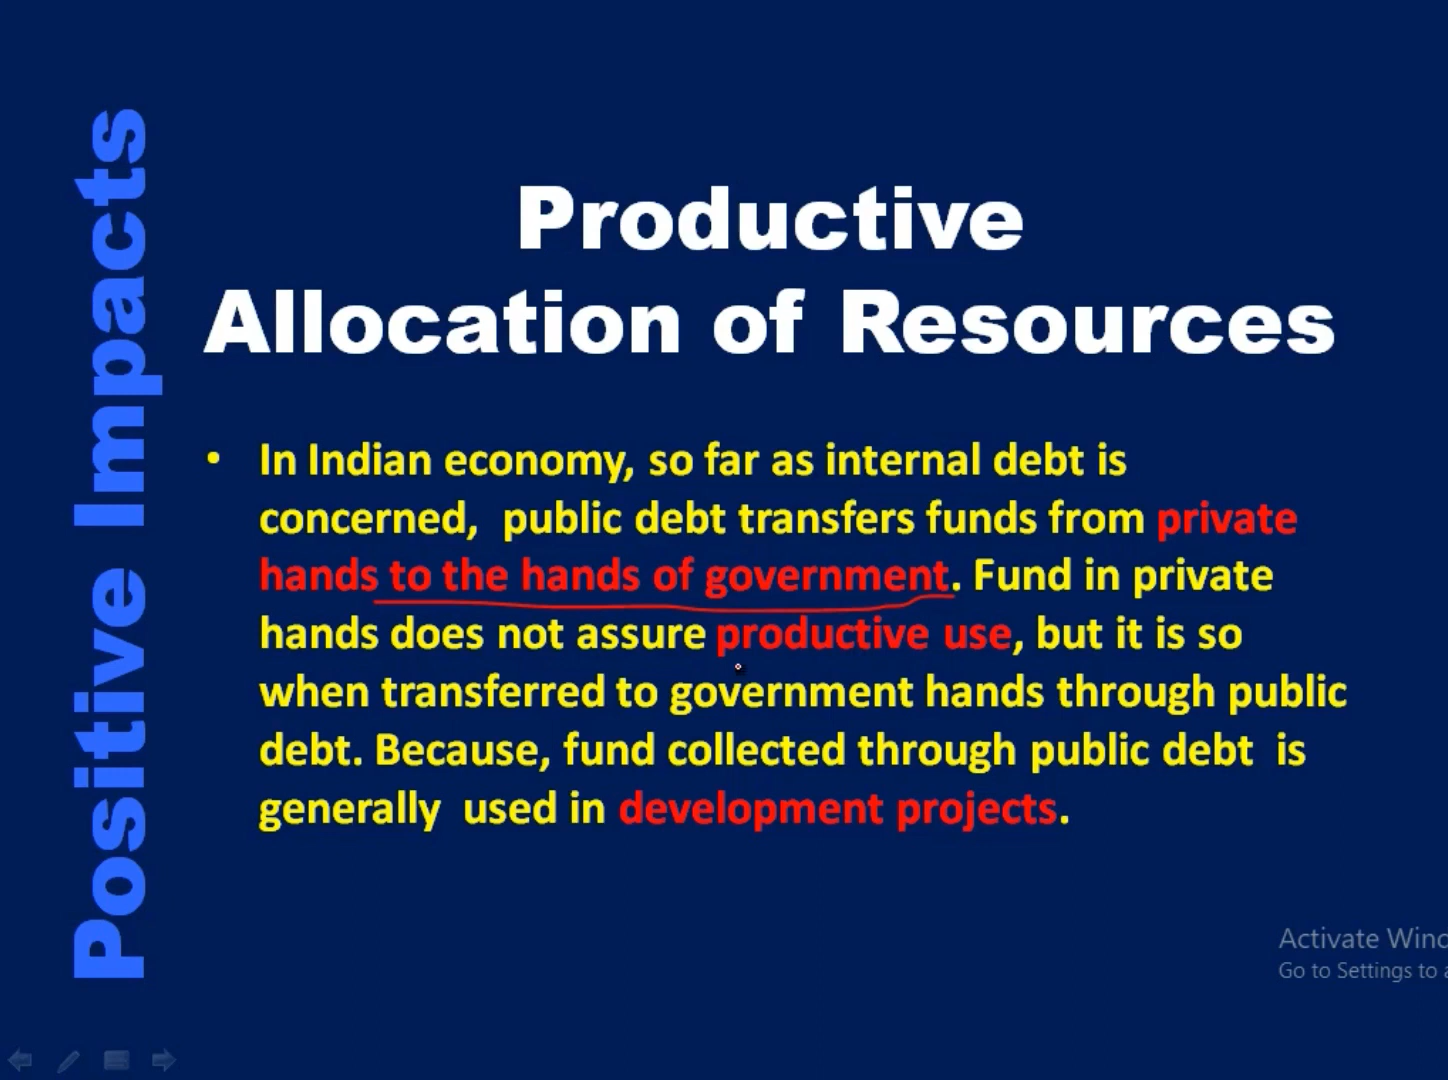 Positive Impacts
Productive
Allocation of Resources
• In Indian economy, so far as internal debt is
concerned, public debt transfers funds from private
hands to the hands of government. Fund in private
hands does not assure productive use, but it is so
when transferred to government hands through public
debt. Because, fund collected through public debt is
generally used in development projects.
Activate Winc
Go to Settings to a